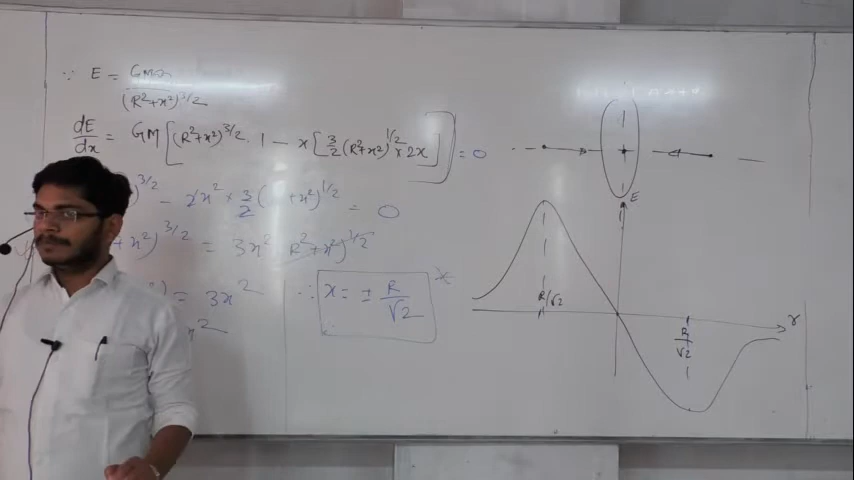 ∵ E = GMx / (R²+x²)^3/2
dE/dx = GM[(R²+x²)^3/2 · 1 − x[3/2(R²+x²)^1/2 × 2x]] = 0
)^3/2 − 2x² × 3/2 ( +x²)^1/2 = 0
+x²)^3/2 = 3x² (R²+x²)^1/2
²) = 3x²
x²
∴ x = ± R/√2
E
R/√2
R/√2
r